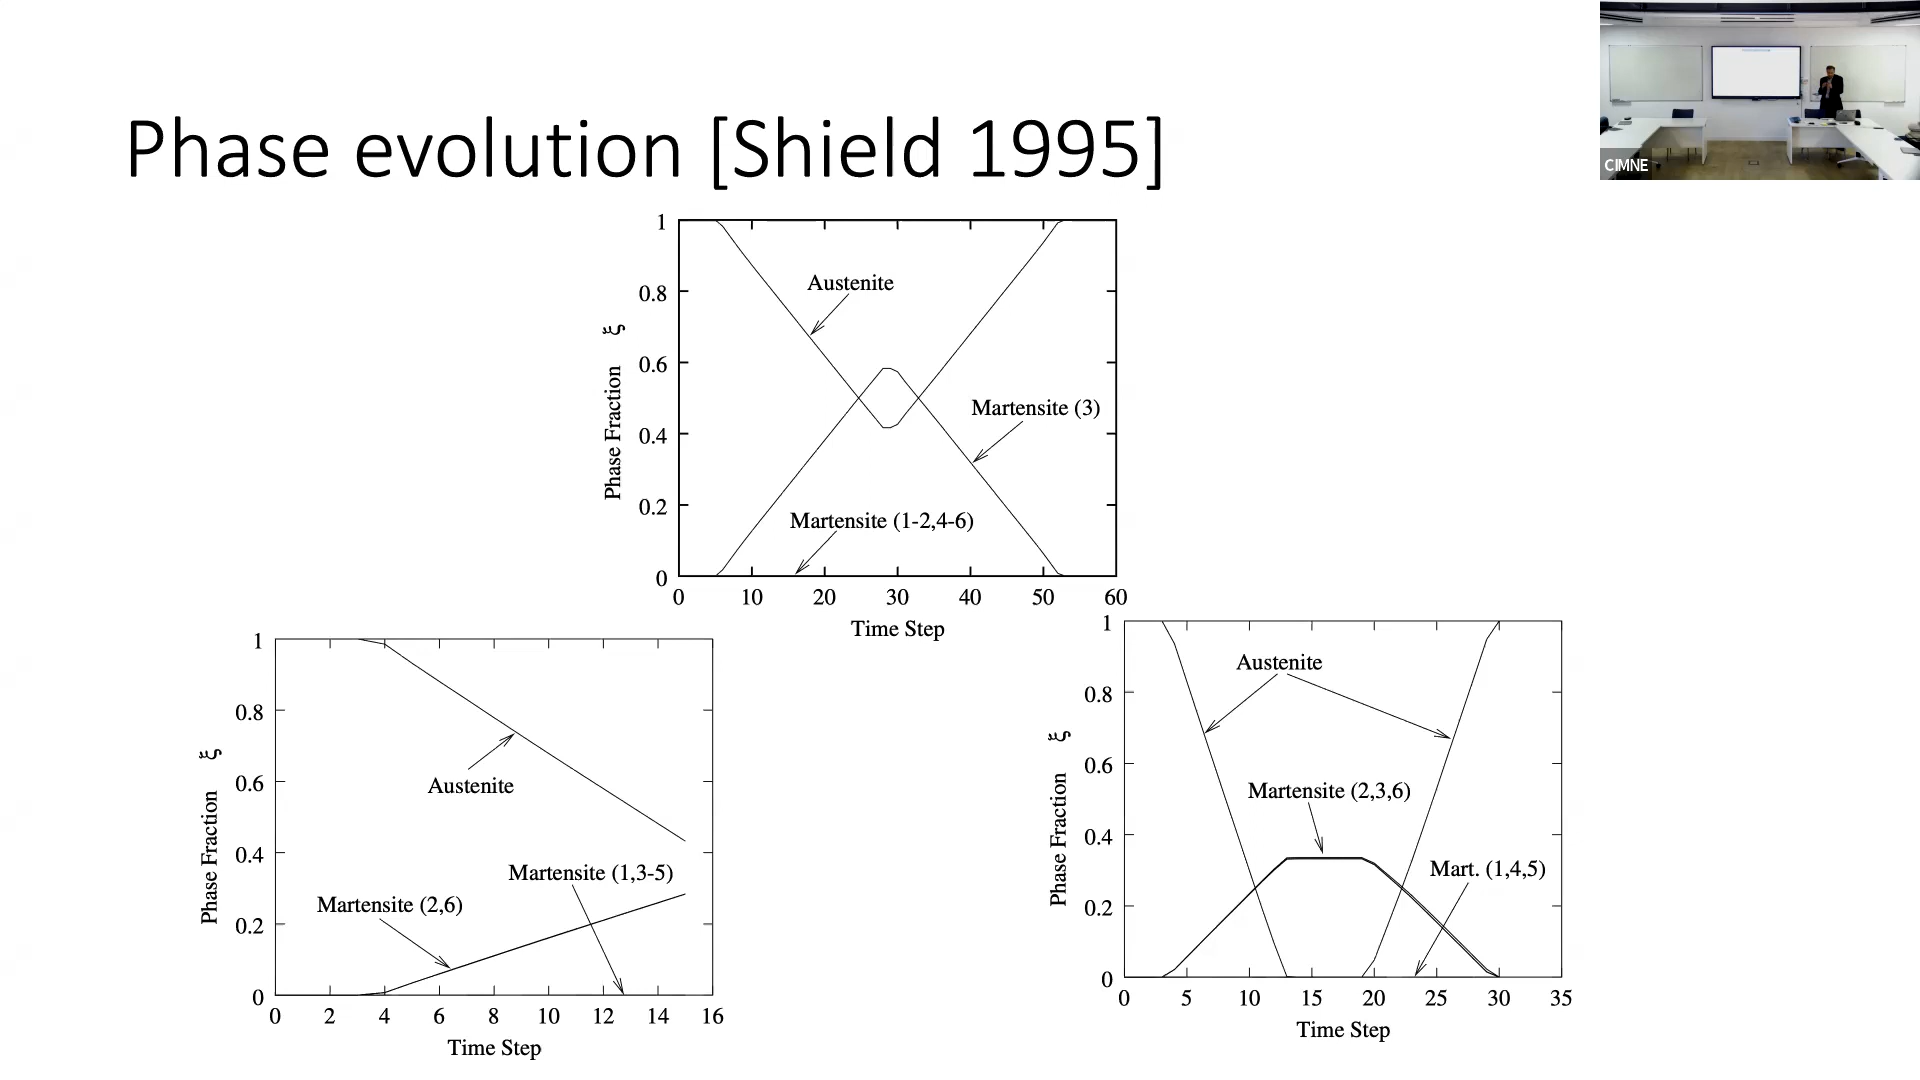 CIMNE
Phase evolution [Shield 1995]
1
0.8
0.6
0.4
0.2
0
Phase Fraction ξ
Austenite
Martensite (3)
Martensite (1-2,4-6)
0 10 20 30 40 50 60
Time Step
1
0.8
0.6
0.4
0.2
0
Phase Fraction ξ
Austenite
Martensite (1,3-5)
Martensite (2,6)
0 2 4 6 8 10 12 14 16
Time Step
1
0.8
0.6
0.4
0.2
0
Phase Fraction ξ
Austenite
Martensite (2,3,6)
Mart. (1,4,5)
0 5 10 15 20 25 30 35
Time Step